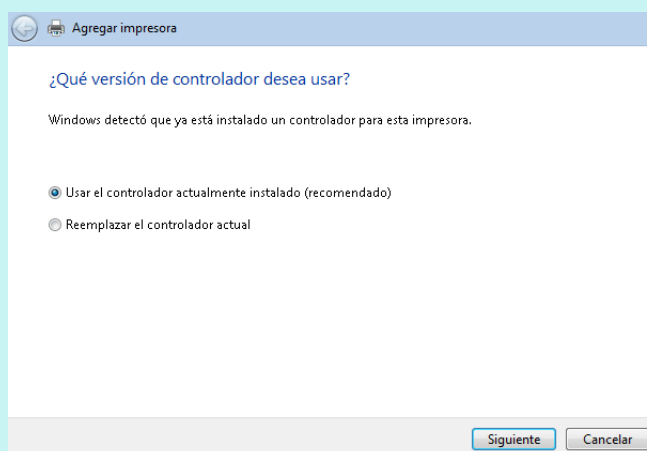 Agregar impresora
¿Qué versión de controlador desea usar?
Windows detectó que ya está instalado un controlador para esta impresora.
Usar el controlador actualmente instalado (recomendado)
Reemplazar el controlador actual
Siguiente Cancelar